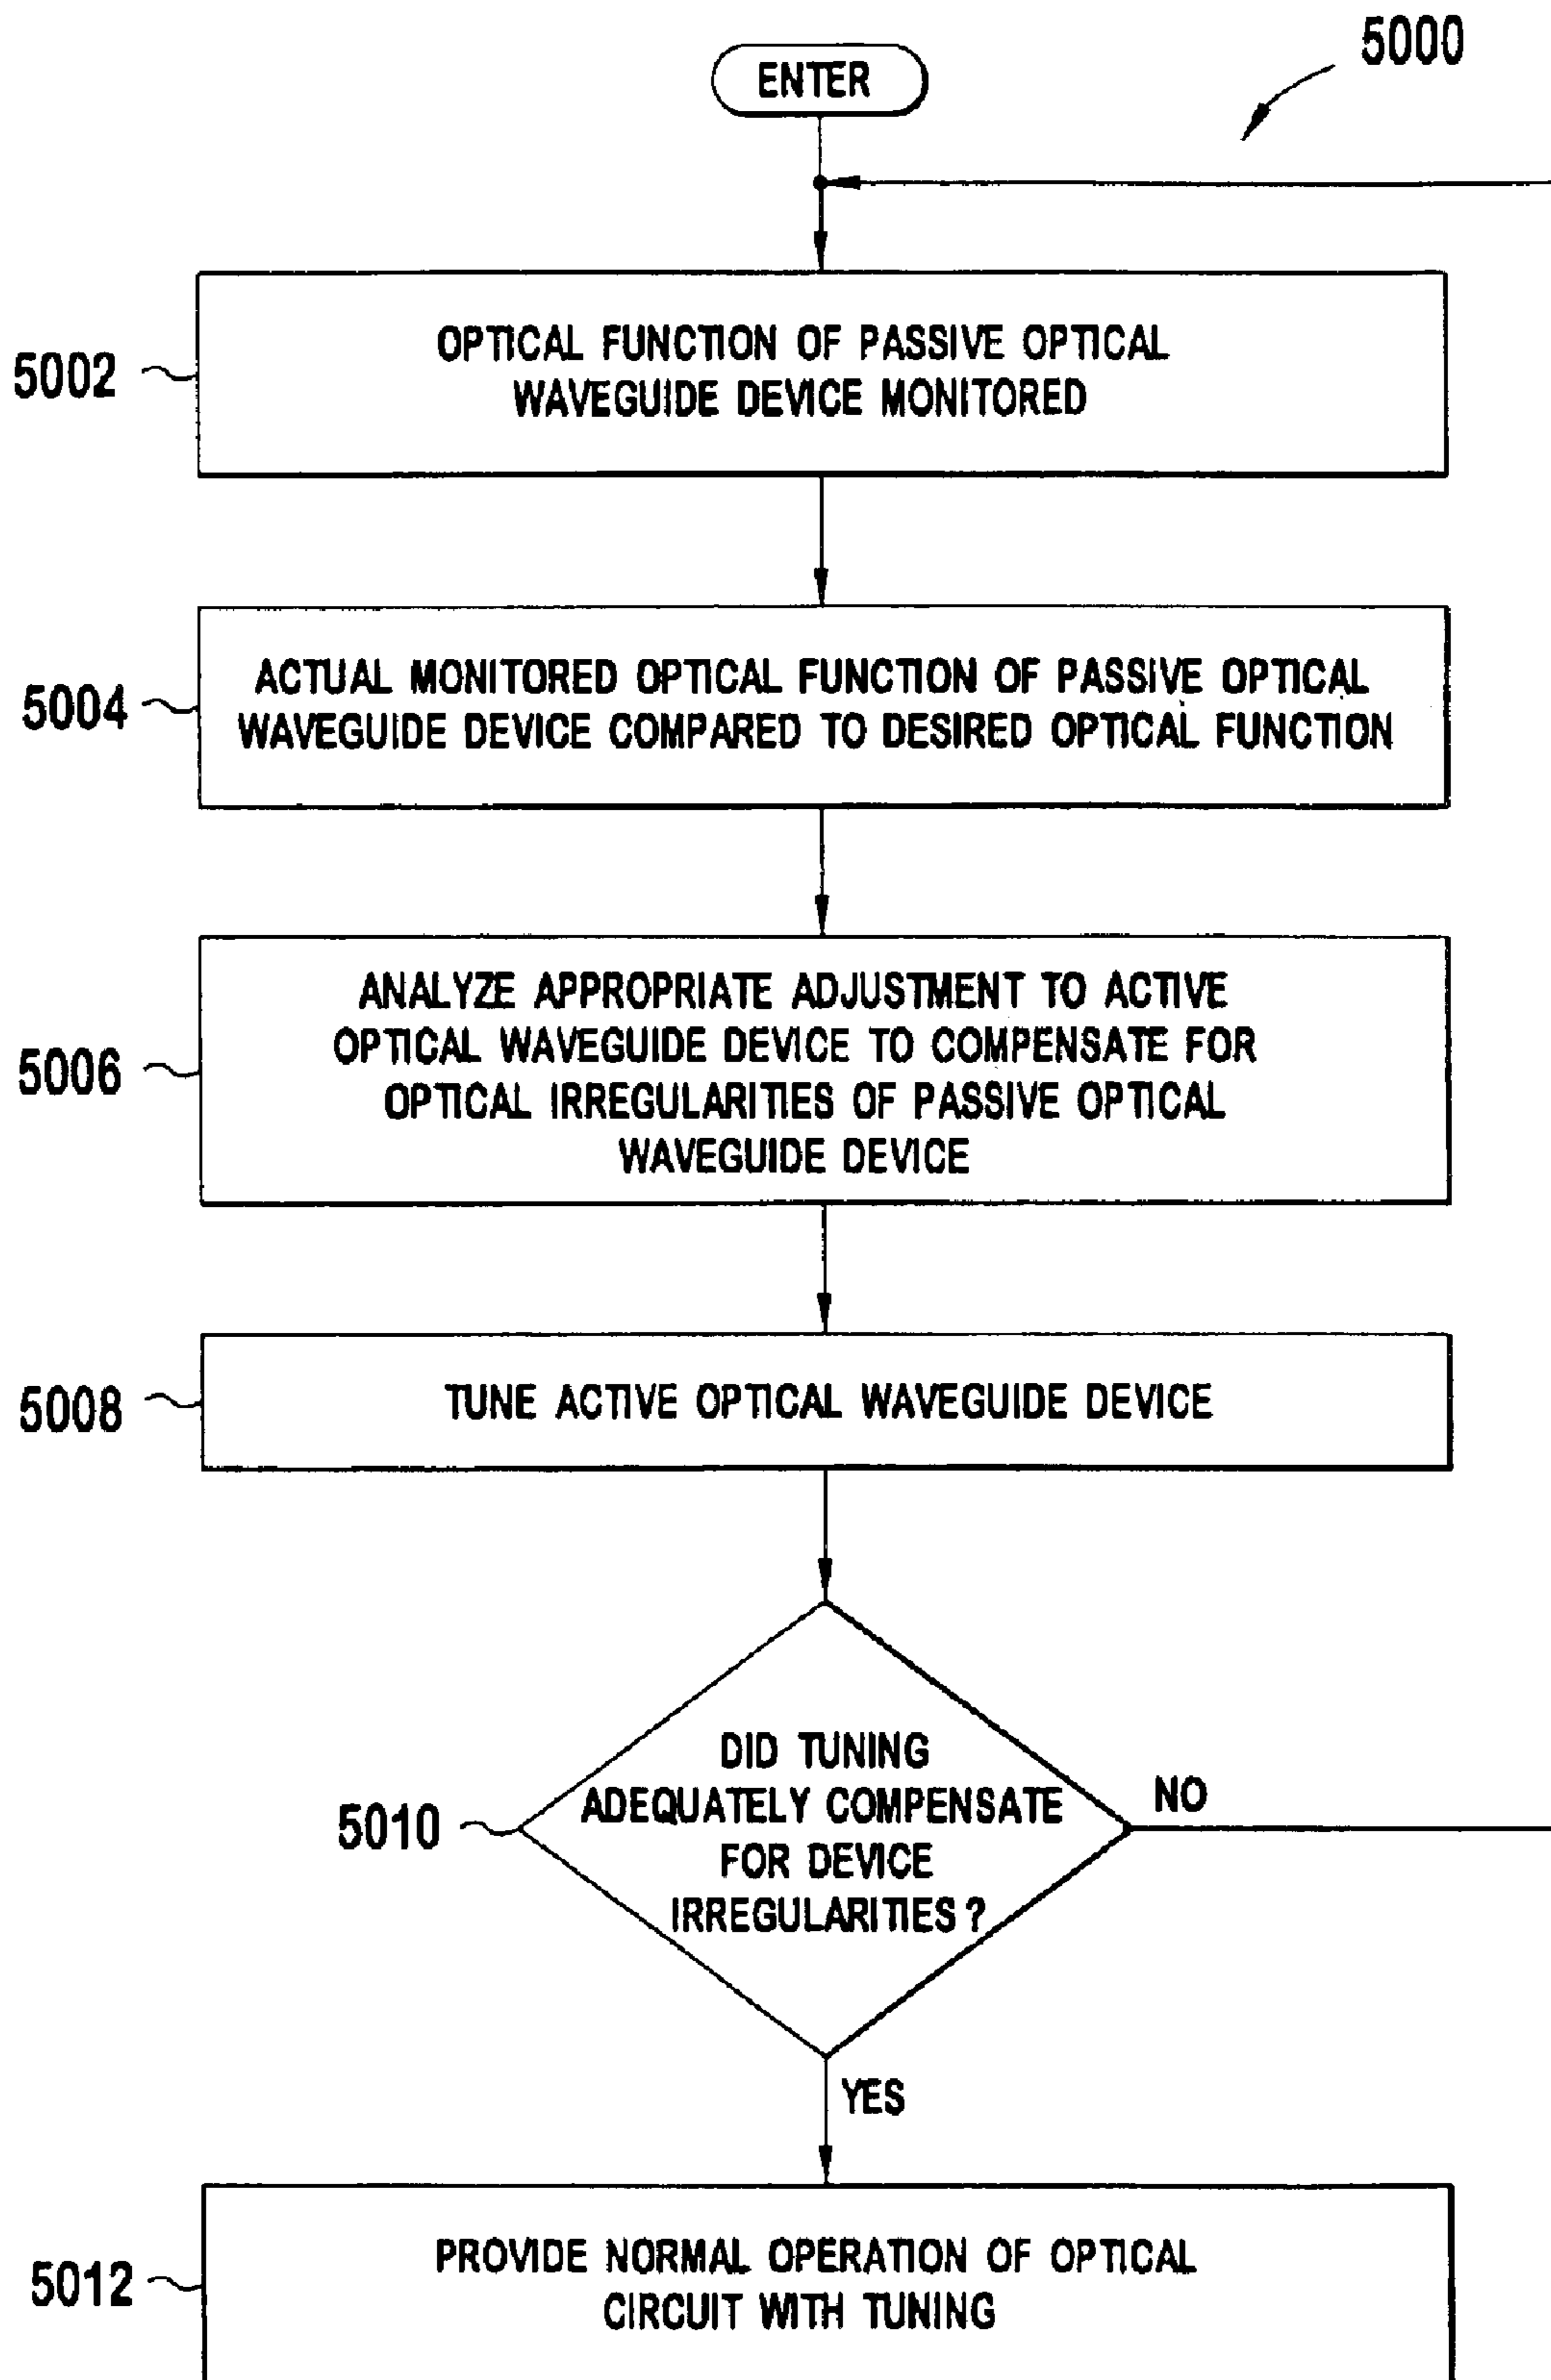 5000
ENTER
5002
OPTICAL FUNCTION OF PASSIVE OPTICAL
WAVEGUIDE DEVICE MONITORED
5004
ACTUAL MONITORED OPTICAL FUNCTION OF PASSIVE OPTICAL
WAVEGUIDE DEVICE COMPARED TO DESIRED OPTICAL FUNCTION
5006
ANALYZE APPROPRIATE ADJUSTMENT TO ACTIVE
OPTICAL WAVEGUIDE DEVICE TO COMPENSATE FOR
OPTICAL IRREGULARITIES OF PASSIVE OPTICAL
WAVEGUIDE DEVICE
5008
TUNE ACTIVE OPTICAL WAVEGUIDE DEVICE
5010
DID TUNING
ADEQUATELY COMPENSATE
FOR DEVICE
IRREGULARITIES?
NO
YES
5012
PROVIDE NORMAL OPERATION OF OPTICAL
CIRCUIT WITH TUNING